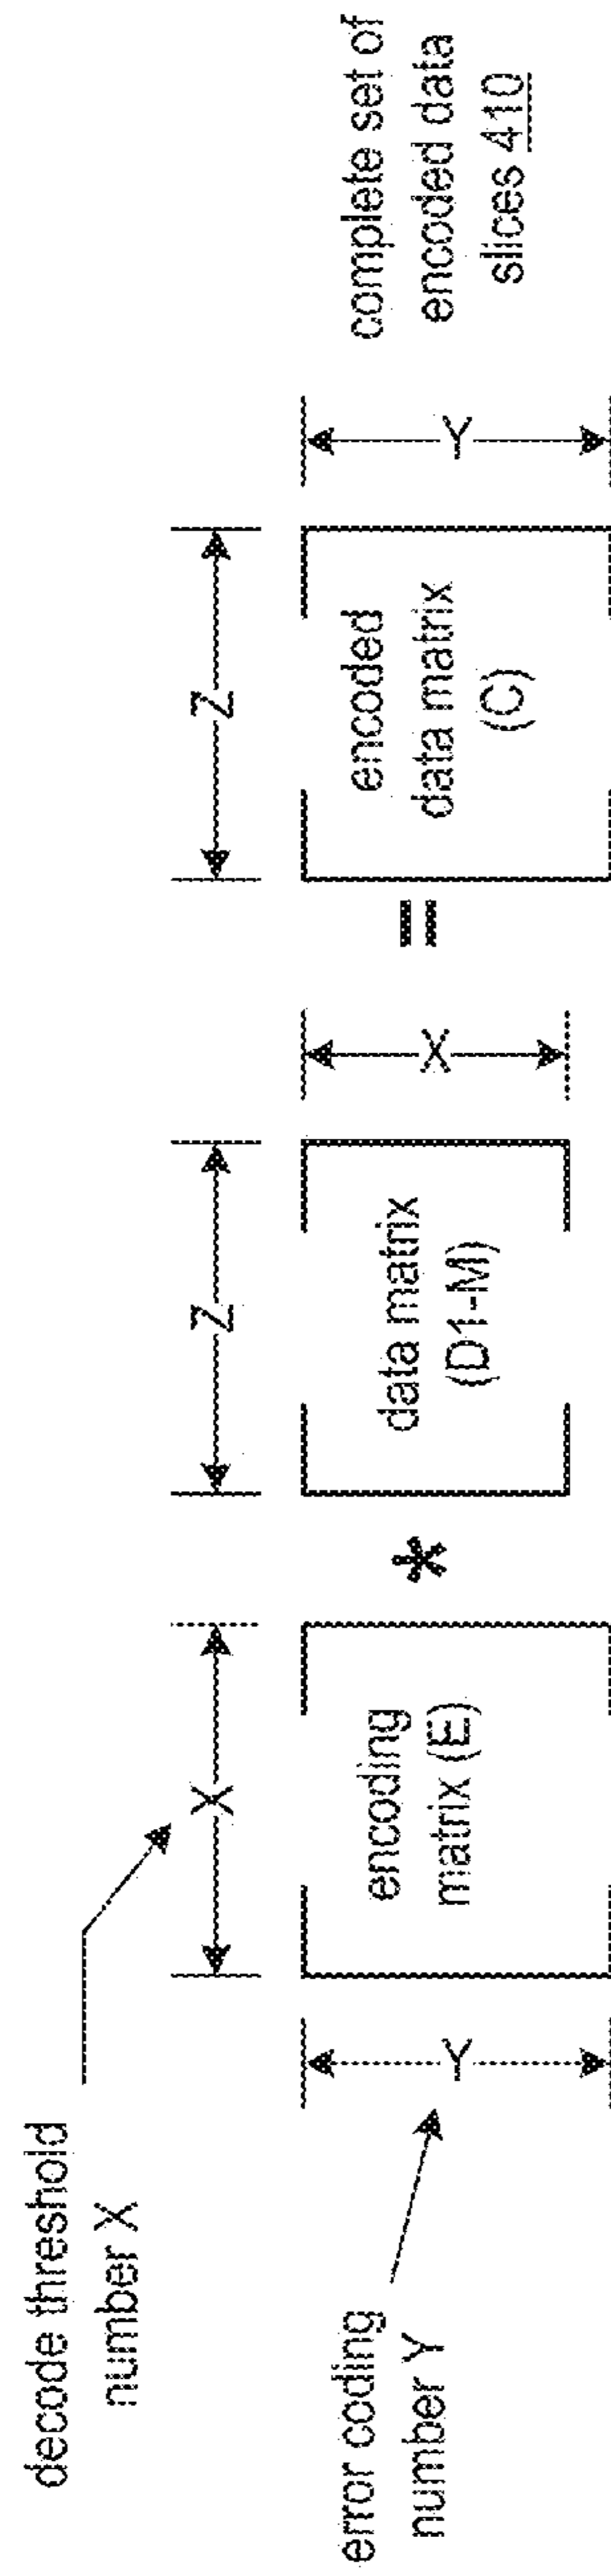 decode threshold
number X
error coding
number Y
Y
X
encoding
matrix (E)
*
Z
data matrix
(D1-M)
X
=
Z
encoded
data matrix
(C)
Y
complete set of
encoded data
slices 410